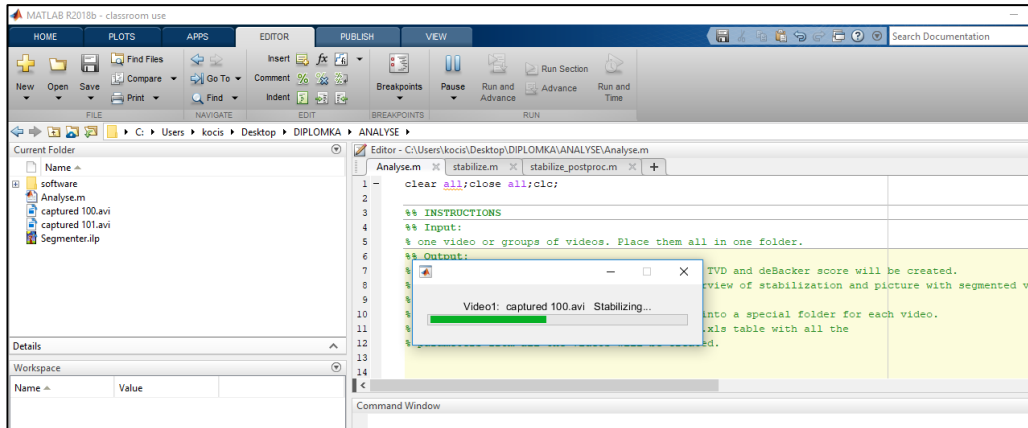 MATLAB R2018b - classroom use
HOME PLOTS APPS EDITOR PUBLISH VIEW Search Documentation
New Open Save Find Files Compare Print
Go To Find
Insert fx
Comment
Indent
Breakpoints Pause Run and Advance Run Section Advance Run and Time
FILE NAVIGATE EDIT BREAKPOINTS RUN
C: Users kocis Desktop DIPLOMKA ANALYSE
Current Folder
Name
software
Analyse.m
captured 100.avi
captured 101.avi
Segmenter.ilp
Details
Workspace
Name Value
Editor - C:\Users\kocis\Desktop\DIPLOMKA\ANALYSE\Analyse.m
Analyse.m stabilize.m stabilize_postproc.m +
1 clear all;close all;clc;
2
3 %% INSTRUCTIONS
4 %% Input:
5 % one video or groups of videos. Place them all in one folder.
6 %% Output:
7 % TVD and deBacker score will be created.
8 % rview of stabilization and picture with segmented v
9 %
10 % into a special folder for each video.
11 % .xls table with all the
12 %
13
14
Video1: captured 100.avi Stabilizing...
Command Window